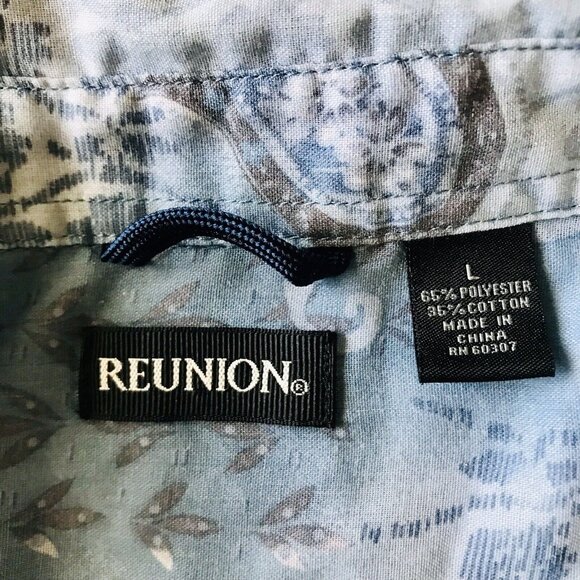 REUNION®
L
65% POLYESTER
35% COTTON
MADE IN
CHINA
RN 60307